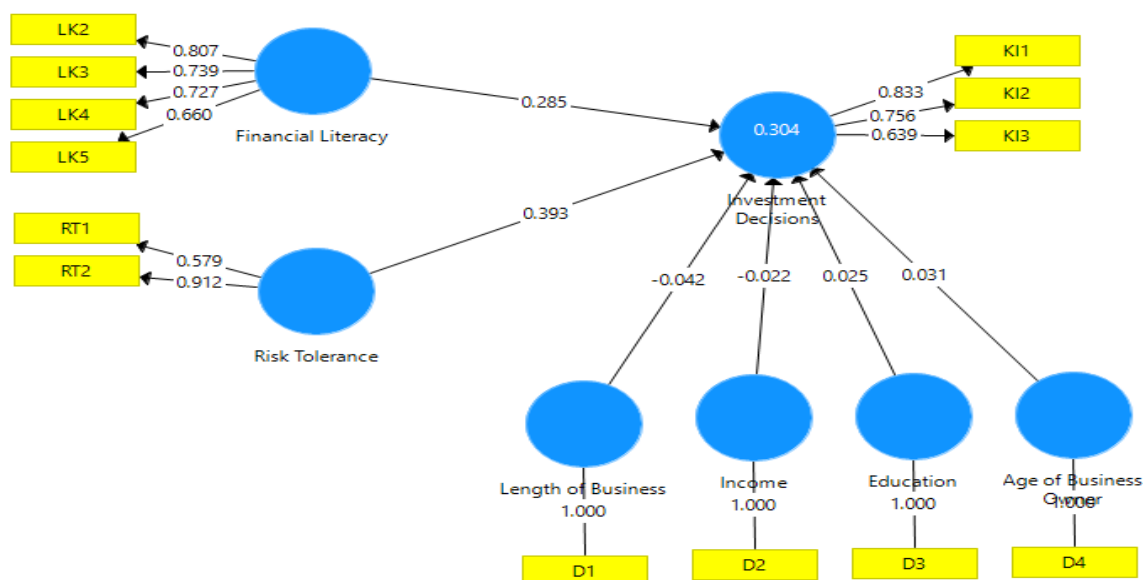 LK2
LK3
LK4
LK5
0.807
0.739
0.727
0.660
Financial Literacy
0.285
RT1
RT2
0.579
0.912
Risk Tolerance
0.393
0.304
Investment
Decisions
0.833
0.756
0.639
KI1
KI2
KI3
-0.042
-0.022
0.025
0.031
Length of Business
Income
Education
Age of Business
Owner
1.000
1.000
1.000
1.000
D1
D2
D3
D4